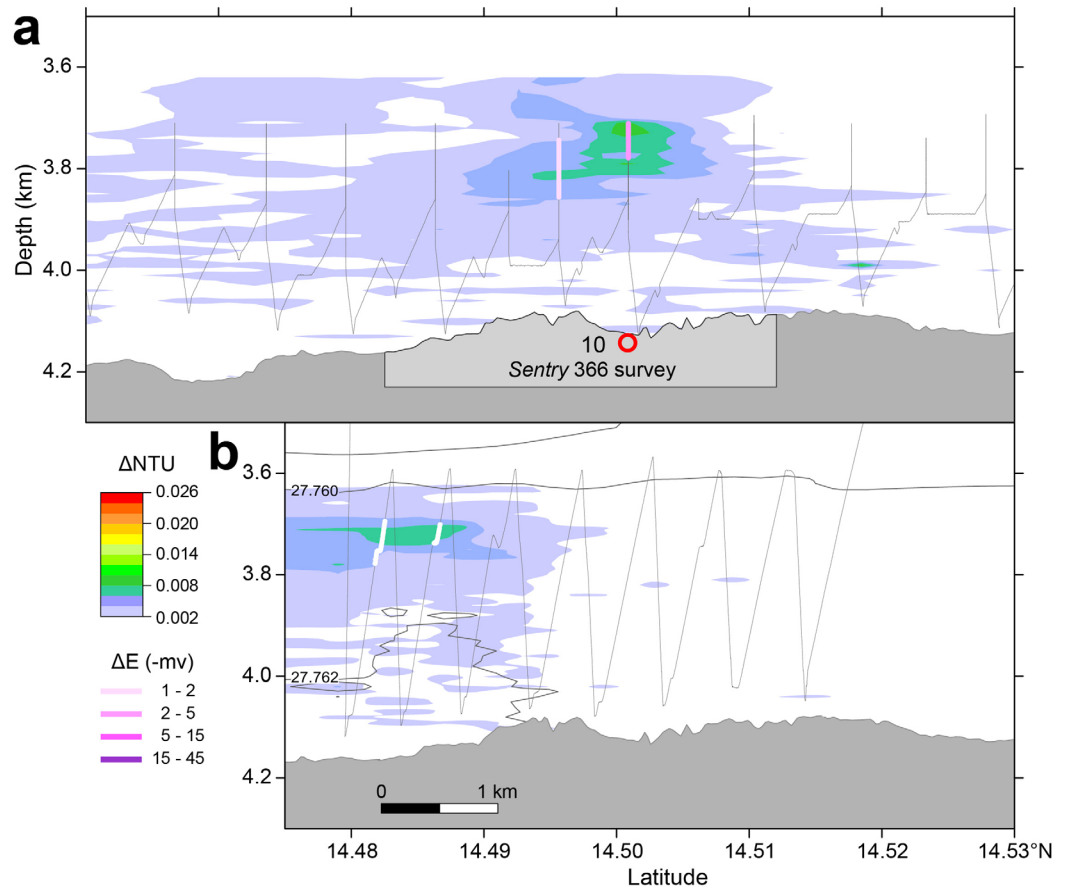 a
3.6
3.8
4.0
4.2
Depth (km)
10
Sentry 366 survey
b
ΔNTU
0.026
0.020
0.014
0.008
0.002
ΔE (-mv)
1 - 2
2 - 5
5 - 15
15 - 45
3.6
3.8
4.0
4.2
27.760
27.762
0 1 km
14.48 14.49 14.50 14.51 14.52 14.53°N
Latitude